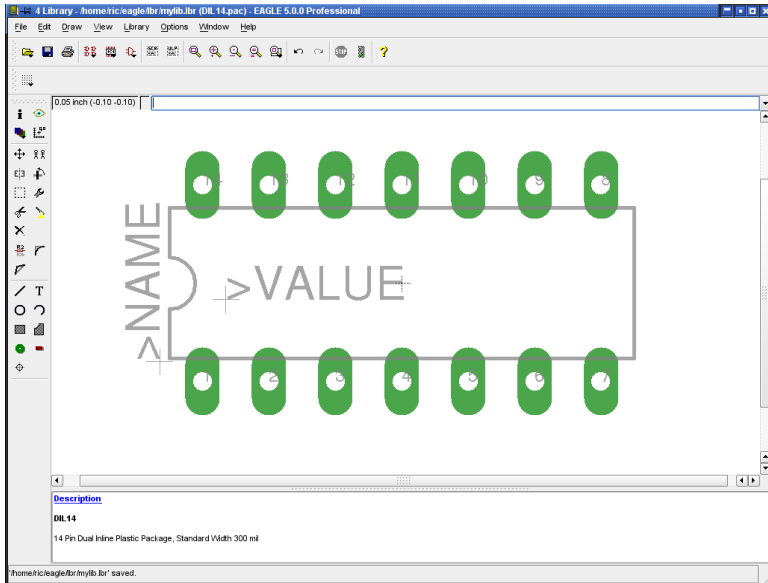 4 Library - /home/ric/eagle/lbr/mylib.lbr (DIL14.pac) - EAGLE 5.0.0 Professional
File Edit Draw View Library Options Window Help
0.05 inch (-0.10 -0.10)
14 13 12 11 10 9 8
>NAME
>VALUE
1 2 3 4 5 6 7
Description
DIL14
14 Pin Dual Inline Plastic Package, Standard Width 300 mil
'/home/ric/eagle/lbr/mylib.lbr' saved.